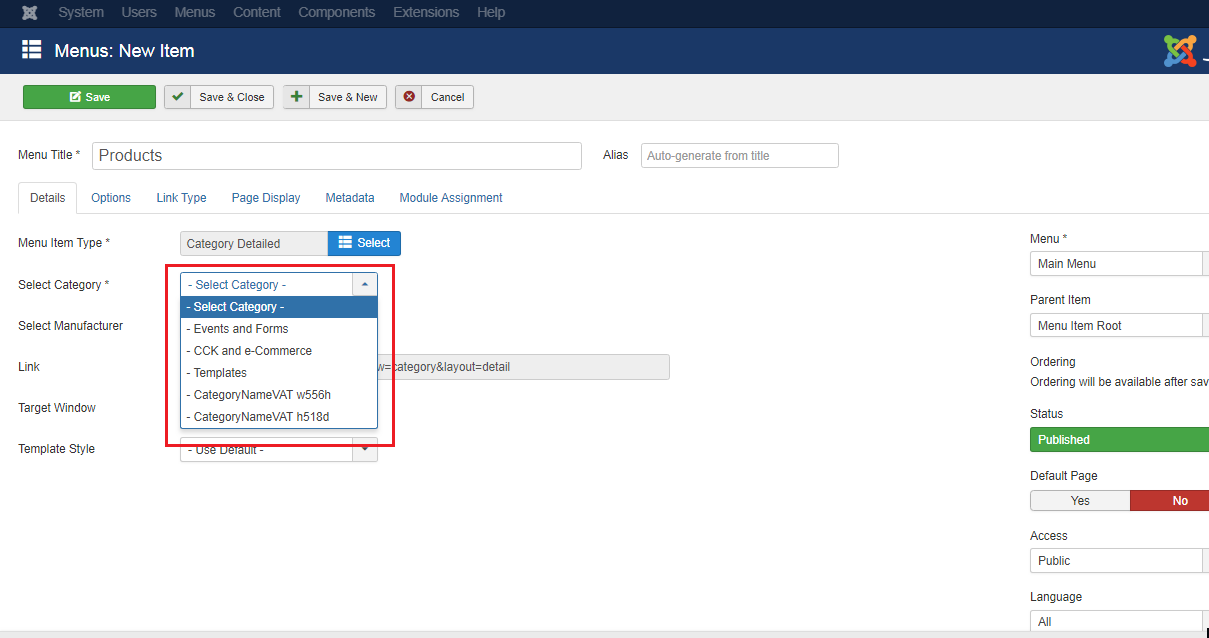 System Users Menus Content Components Extensions Help
Menus: New Item
Save Save & Close Save & New Cancel
Menu Title * Products Alias Auto-generate from title
Details Options Link Type Page Display Metadata Module Assignment
Menu Item Type * Category Detailed Select
Select Category * - Select Category -
- Select Category -
- Events and Forms
- CCK and e-Commerce
- Templates
- CategoryNameVAT w556h
- CategoryNameVAT h518d
Select Manufacturer
Link w=category&layout=detail
Target Window
Template Style - Use Default -
Menu *
Main Menu
Parent Item
Menu Item Root
Ordering
Ordering will be available after sav
Status
Published
Default Page
Yes No
Access
Public
Language
All